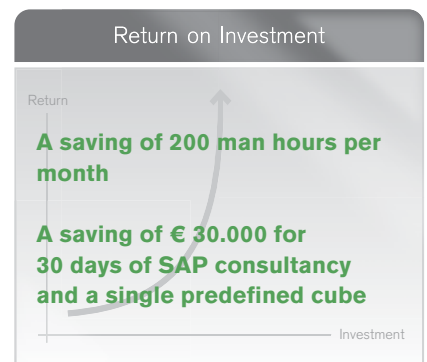 Return on Investment
Return
A saving of 200 man hours per
month
A saving of € 30.000 for
30 days of SAP consultancy
and a single predefined cube
Investment